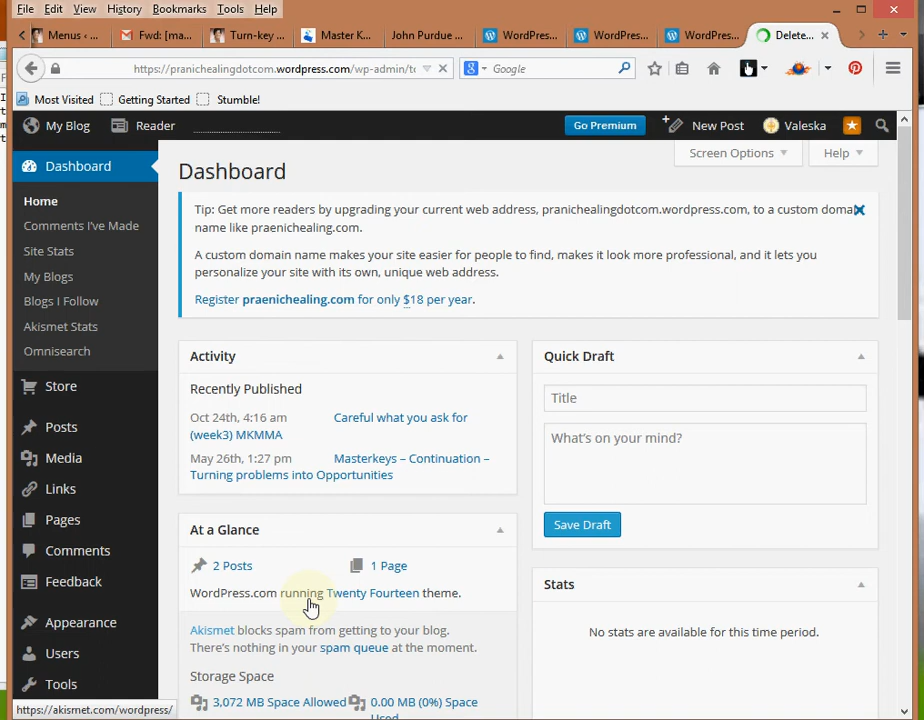 File Edit View History Bookmarks Tools Help
Menus ‹ ... Fwd: [ma... Turn-key ... Master K... John Purdue ... WordPres... WordPres... WordPres... Delete...
https://pranichealingdotcom.wordpress.com/wp-admin/to Google
Most Visited Getting Started Stumble!
My Blog Reader Go Premium New Post Valeska
Dashboard
Home
Comments I've Made
Site Stats
My Blogs
Blogs I Follow
Akismet Stats
Omnisearch
Store
Posts
Media
Links
Pages
Comments
Feedback
Appearance
Users
Tools
Screen Options Help
Dashboard
Tip: Get more readers by upgrading your current web address, pranichealingdotcom.wordpress.com, to a custom domain
name like praenichealing.com.
A custom domain name makes your site easier for people to find, makes it look more professional, and it lets you
personalize your site with its own, unique web address.
Register praenichealing.com for only $18 per year.
Activity
Recently Published
Oct 24th, 4:16 am Careful what you ask for
(week3) MKMMA
May 26th, 1:27 pm Masterkeys – Continuation –
Turning problems into Opportunities
At a Glance
2 Posts 1 Page
WordPress.com running Twenty Fourteen theme.
Akismet blocks spam from getting to your blog.
There's nothing in your spam queue at the moment.
Storage Space
3,072 MB Space Allowed 0.00 MB (0%) Space
Used
Quick Draft
Title
What's on your mind?
Save Draft
Stats
No stats are available for this time period.
https://akismet.com/wordpress/